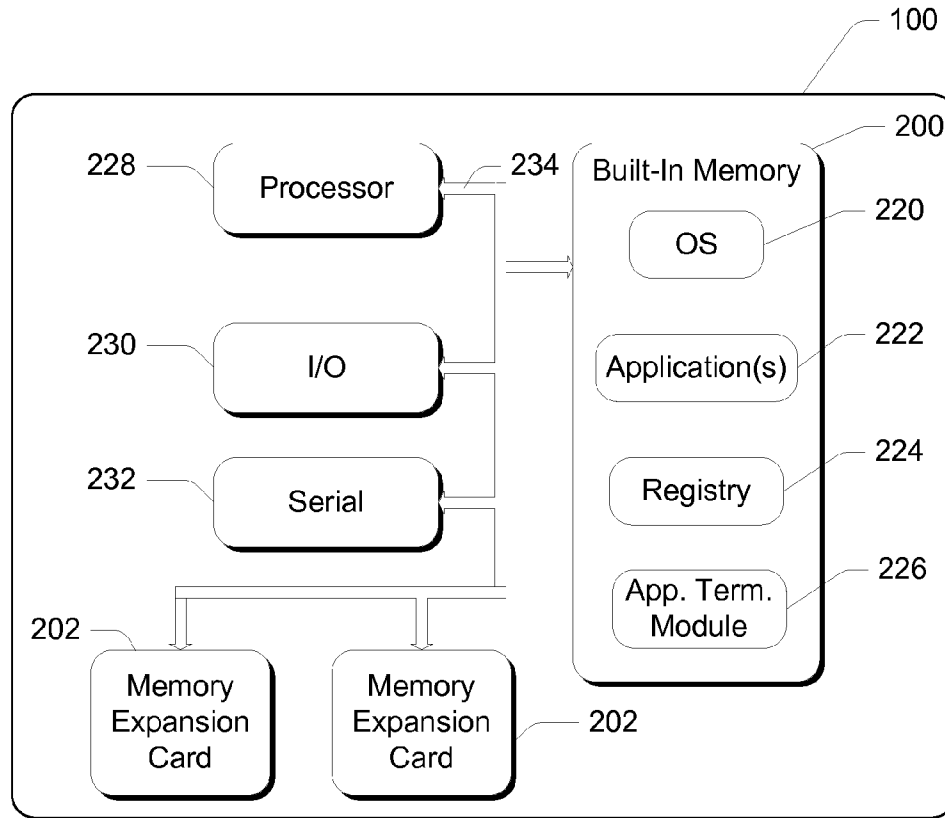 100
200
228
Processor
234
Built-In Memory
OS
220
230
I/O
Application(s)
222
232
Serial
Registry
224
App. Term.
Module
226
202
Memory
Expansion
Card
Memory
Expansion
Card
202